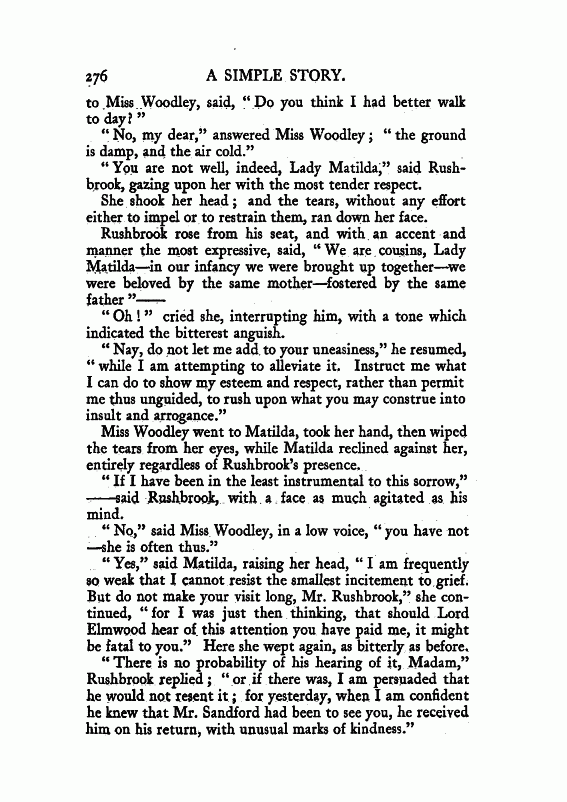 276 A SIMPLE STORY.
to Miss Woodley, said, “Do you think I had better walk
to day?”
“No, my dear,” answered Miss Woodley; “the ground
is damp, and the air cold.”
“You are not well, indeed, Lady Matilda,” said Rush-
brook, gazing upon her with the most tender respect.
She shook her head; and the tears, without any effort
either to impel or to restrain them, ran down her face.
Rushbrook rose from his seat, and with an accent and
manner the most expressive, said, “We are cousins, Lady
Matilda—in our infancy we were brought up together—we
were beloved by the same mother—fostered by the same
father”——
“Oh!” cried she, interrupting him, with a tone which
indicated the bitterest anguish.
“Nay, do not let me add to your uneasiness,” he resumed,
“while I am attempting to alleviate it. Instruct me what
I can do to show my esteem and respect, rather than permit
me thus unguided, to rush upon what you may construe into
insult and arrogance.”
Miss Woodley went to Matilda, took her hand, then wiped
the tears from her eyes, while Matilda reclined against her,
entirely regardless of Rushbrook’s presence.
“If I have been in the least instrumental to this sorrow,”
——said Rushbrook, with a face as much agitated as his
mind.
“No,” said Miss Woodley, in a low voice, “you have not
—she is often thus.”
“Yes,” said Matilda, raising her head, “I am frequently
so weak that I cannot resist the smallest incitement to grief.
But do not make your visit long, Mr. Rushbrook,” she con-
tinued, “for I was just then thinking, that should Lord
Elmwood hear of this attention you have paid me, it might
be fatal to you.” Here she wept again, as bitterly as before.
“There is no probability of his hearing of it, Madam,”
Rushbrook replied; “or if there was, I am persuaded that
he would not resent it; for yesterday, when I am confident
he knew that Mr. Sandford had been to see you, he received
him on his return, with unusual marks of kindness.”